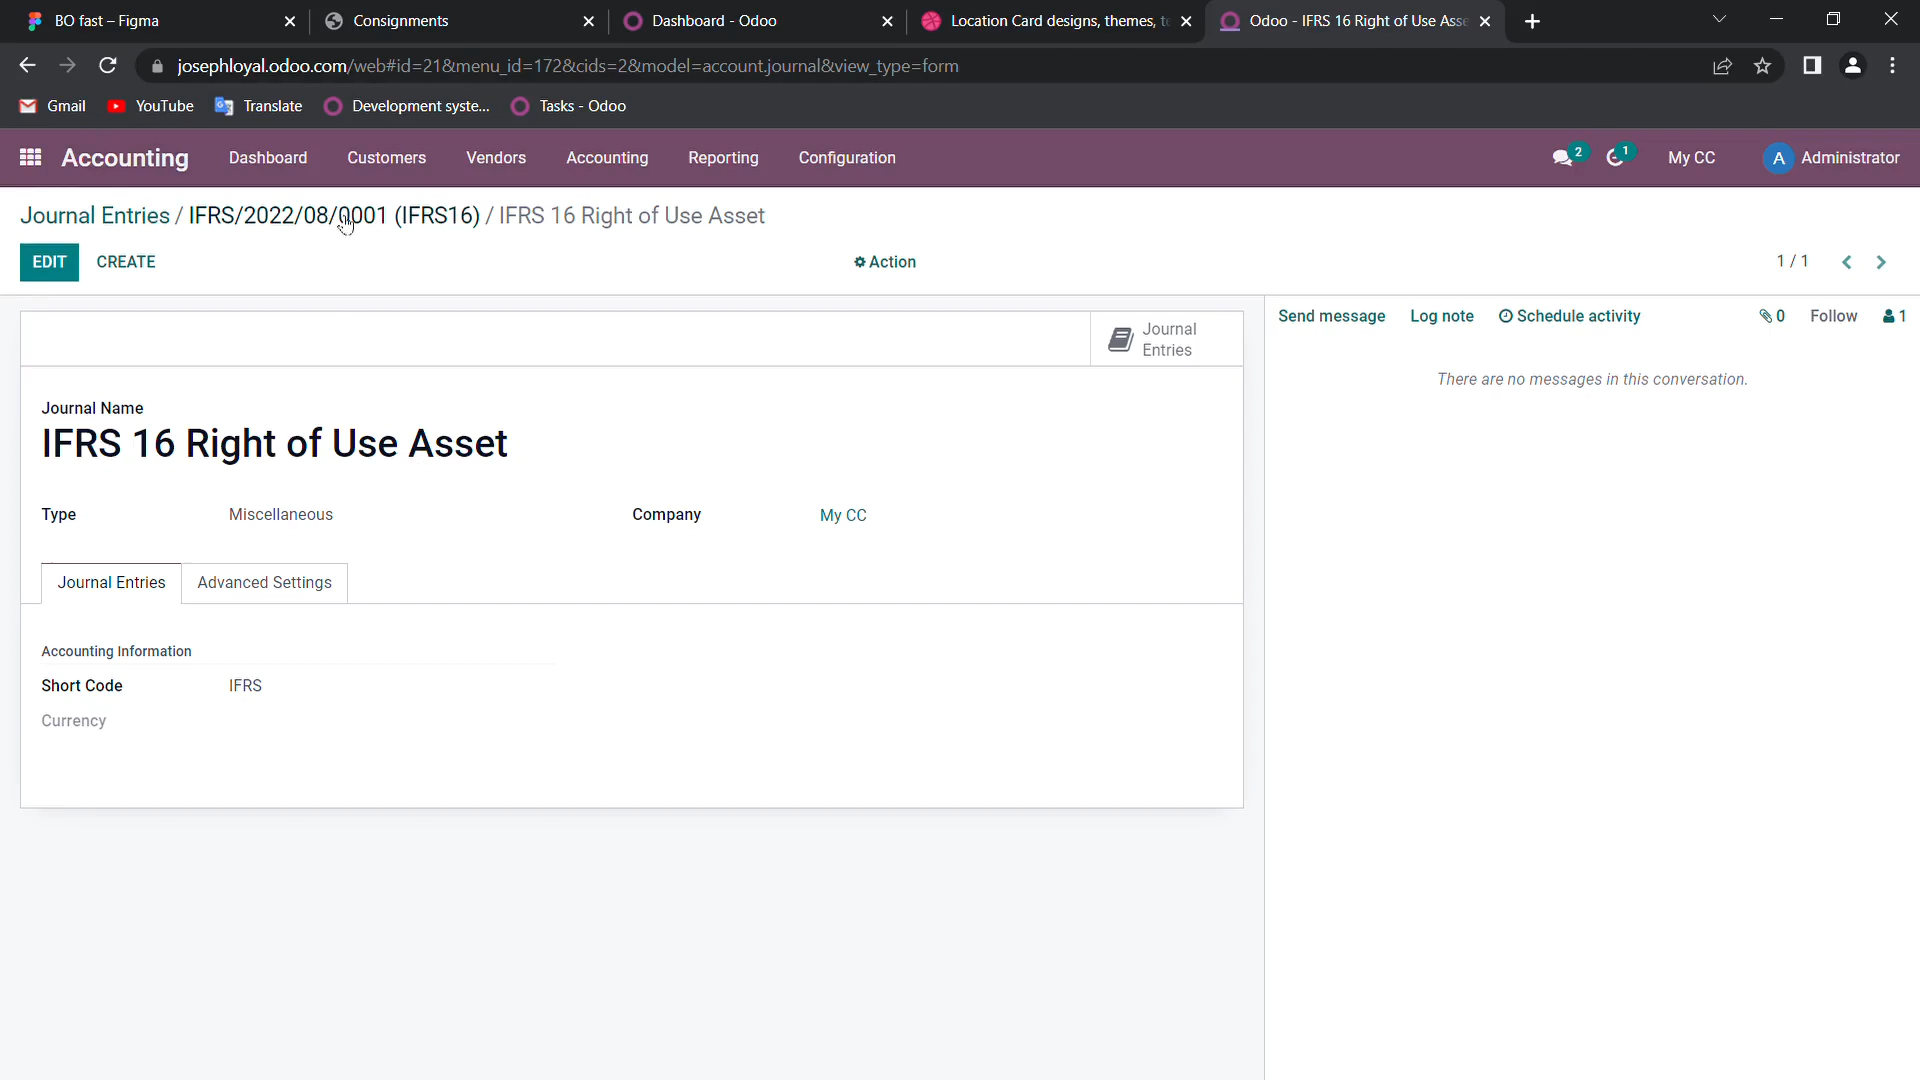 BO fast – Figma
Consignments
Dashboard - Odoo
Location Card designs, themes, te
Odoo - IFRS 16 Right of Use Asse
josephloyal.odoo.com/web#id=21&menu_id=172&cids=2&model=account.journal&view_type=form
Gmail
YouTube
Translate
Development syste...
Tasks - Odoo
Accounting
Dashboard
Customers
Vendors
Accounting
Reporting
Configuration
2
1
My CC
A
Administrator
Journal Entries / IFRS/2022/08/0001 (IFRS16) / IFRS 16 Right of Use Asset
EDIT
CREATE
Action
1 / 1
Journal
Entries
Send message
Log note
Schedule activity
0
Follow
1
There are no messages in this conversation.
Journal Name
IFRS 16 Right of Use Asset
Type
Miscellaneous
Company
My CC
Journal Entries
Advanced Settings
Accounting Information
Short Code
IFRS
Currency